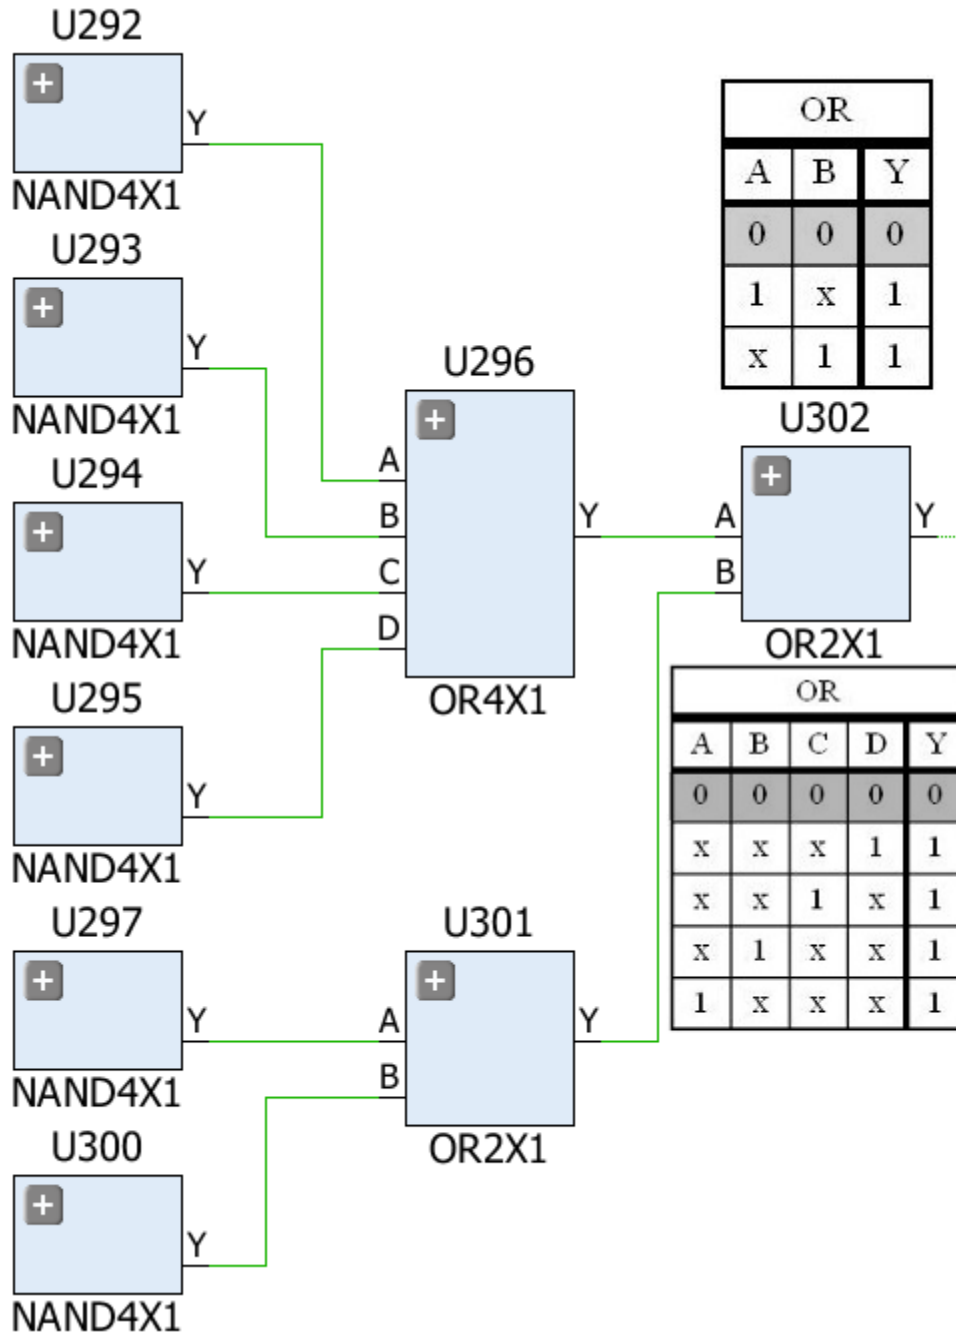 U292
+
Y
NAND4X1
U293
+
Y
NAND4X1
U294
+
Y
NAND4X1
U295
+
Y
NAND4X1
U297
+
Y
NAND4X1
U300
+
Y
NAND4X1
U296
+
A
B
C
D
Y
OR4X1
U301
+
A
B
Y
OR2X1
OR
A B Y
0 0 0
1 x 1
x 1 1
U302
+
A
B
Y
OR2X1
OR
A B C D Y
0 0 0 0 0
x x x 1 1
x x 1 x 1
x 1 x x 1
1 x x x 1